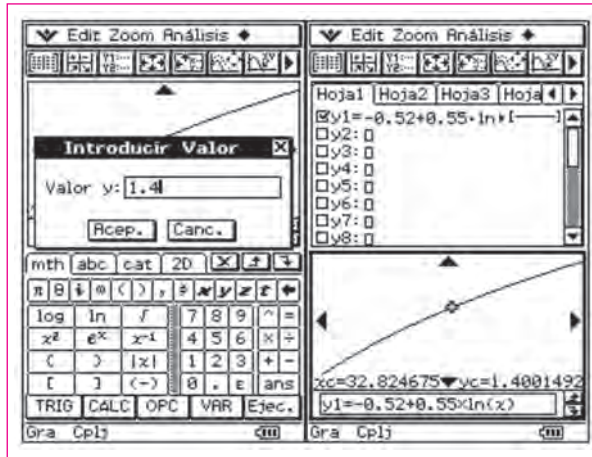 Edit Zoom Análisis
Introducir Valor
Valor y: 1.4
Acep. Canc.
mth abc cat 2D
π θ i ∞ ( ) , ⇒ x y z t
log ln √ 7 8 9 ^ =
x² eˣ x⁻¹ 4 5 6 × ÷
( ) |x| 1 2 3 + -
[ ] (-) 0 . E ans
TRIG CALC OPC VAR Ejec.
Gra Cplj
Edit Zoom Análisis
Hoja1 Hoja2 Hoja3 Hoja
y1=-0.52+0.55·ln
y2:
y3:
y4:
y5:
y6:
y7:
y8:
xc=32.824675 yc=1.4001492
y1=-0.52+0.55×ln(x)
Gra Cplj